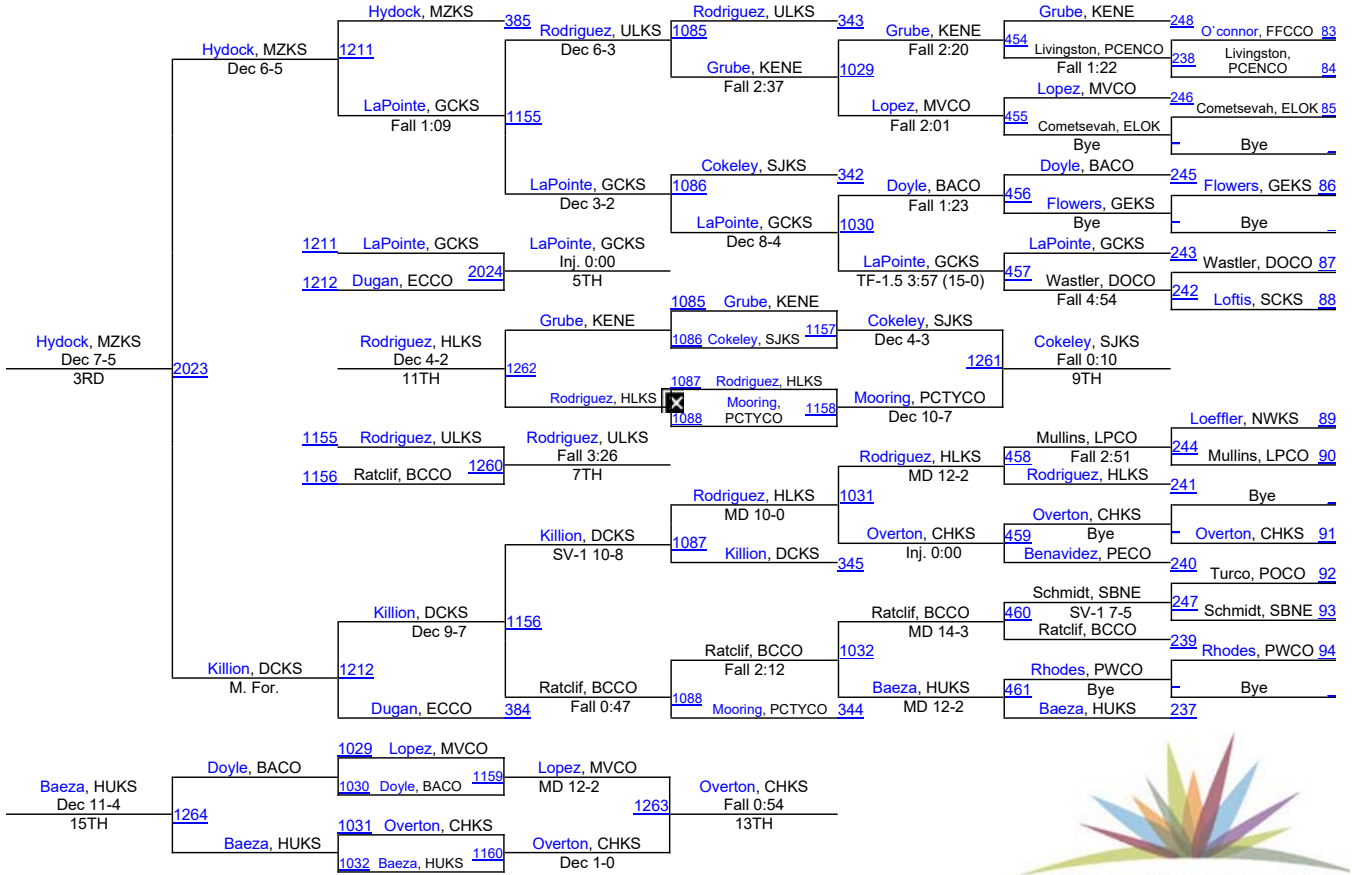 Hydock, MZKS
385
Rodriguez, ULKS
343
Grube, KENE
248
O`connor, FFCCO 83
Hydock, MZKS
Dec 6-5
1211
Rodriguez, ULKS
Dec 6-3
1085
Grube, KENE
Fall 2:20
454
Livingston, PCENCO
Fall 1:22
238
Livingston,
PCENCO
84
Grube, KENE
Fall 2:37
1029
Lopez, MVCO
246
Cometsevah, ELOK 85
LaPointe, GCKS
Fall 1:09
1155
Lopez, MVCO
Fall 2:01
455
Cometsevah, ELOK
Bye
_
Bye
_
Cokeley, SJKS
342
Doyle, BACO
245
LaPointe, GCKS
Dec 3-2
1086
Doyle, BACO
Fall 1:23
456
Flowers, GEKS
Bye
Flowers, GEKS 86
_
Bye
_
LaPointe, GCKS
Dec 8-4
1030
1211 LaPointe, GCKS
LaPointe, GCKS
Inj. 0:00
5TH
LaPointe, GCKS
243
LaPointe, GCKS
TF-1.5 3:57 (15-0)
457
Wastler, DOCO 87
1212 Dugan, ECCO 2024
Wastler, DOCO
Fall 4:54
242
Loftis, SCKS 88
1085 Grube, KENE
Grube, KENE
1086 Cokeley, SJKS 1157
Cokeley, SJKS
Dec 4-3
Hydock, MZKS
Dec 7-5
3RD
2023
Rodriguez, HLKS
Dec 4-2
11TH
1262
1261
Cokeley, SJKS
Fall 0:10
9TH
1087 Rodriguez, HLKS
Rodriguez, HLKS
Mooring,
PCTYCO
1088
1158
Mooring, PCTYCO
Dec 10-7
1155 Rodriguez, ULKS
Rodriguez, ULKS
Fall 3:26
7TH
1156 Ratclif, BCCO 1260
Loeffler, NWKS 89
Mullins, LPCO
Fall 2:51
244
Mullins, LPCO 90
Rodriguez, HLKS
MD 12-2
458
Rodriguez, HLKS
241
Bye
_
Rodriguez, HLKS
MD 10-0
1031
Overton, CHKS
Bye
_
Overton, CHKS 91
Killion, DCKS
SV-1 10-8
1087
Killion, DCKS
345
Overton, CHKS
Inj. 0:00
459
Benavidez, PECO
240
Turco, POCO 92
Killion, DCKS
Dec 9-7
1156
Ratclif, BCCO
MD 14-3
460
Schmidt, SBNE
SV-1 7-5
247
Schmidt, SBNE 93
Ratclif, BCCO
239
Ratclif, BCCO
Fall 2:12
1032
Rhodes, PWCO 94
Killion, DCKS
M. For.
1212
Rhodes, PWCO
Bye
_
Bye
_
Ratclif, BCCO
Fall 0:47
1088
Baeza, HUKS
MD 12-2
461
Dugan, ECCO
384
Mooring, PCTYCO
344
Baeza, HUKS
237
1029 Lopez, MVCO
Doyle, BACO
1030 Doyle, BACO 1159
Lopez, MVCO
MD 12-2
Baeza, HUKS
Dec 11-4
15TH
1264
1263
Overton, CHKS
Fall 0:54
13TH
1031 Overton, CHKS
Baeza, HUKS
1032 Baeza, HUKS 1160
Overton, CHKS
Dec 1-0